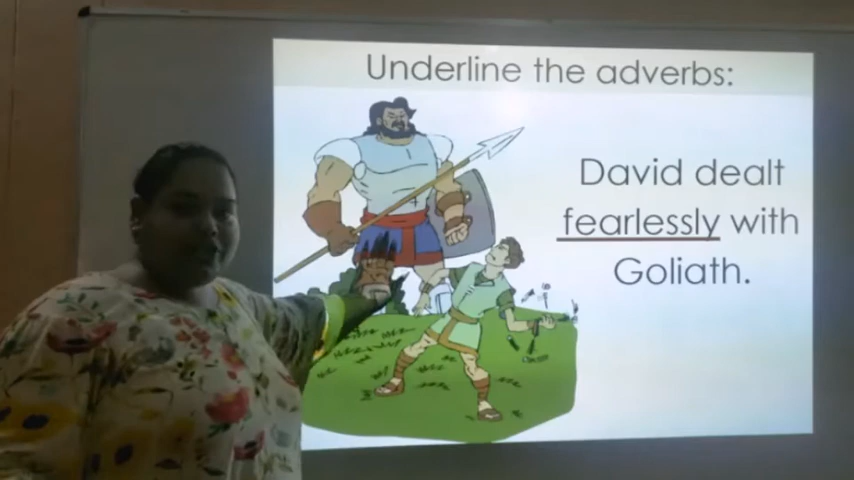 Underline the adverbs:
David dealt
fearlessly with
Goliath.